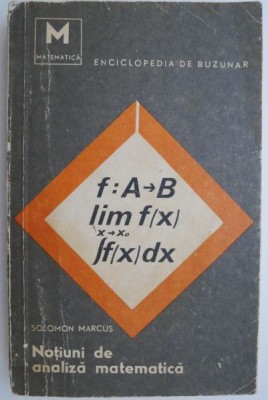 M
MATEMATICĂ
ENCICLOPEDIA DE BUZUNAR
f : A→B
lim f(x)
x→x₀
∫f(x)dx
SOLOMON MARCUS
Noțiuni de
analiză matematică